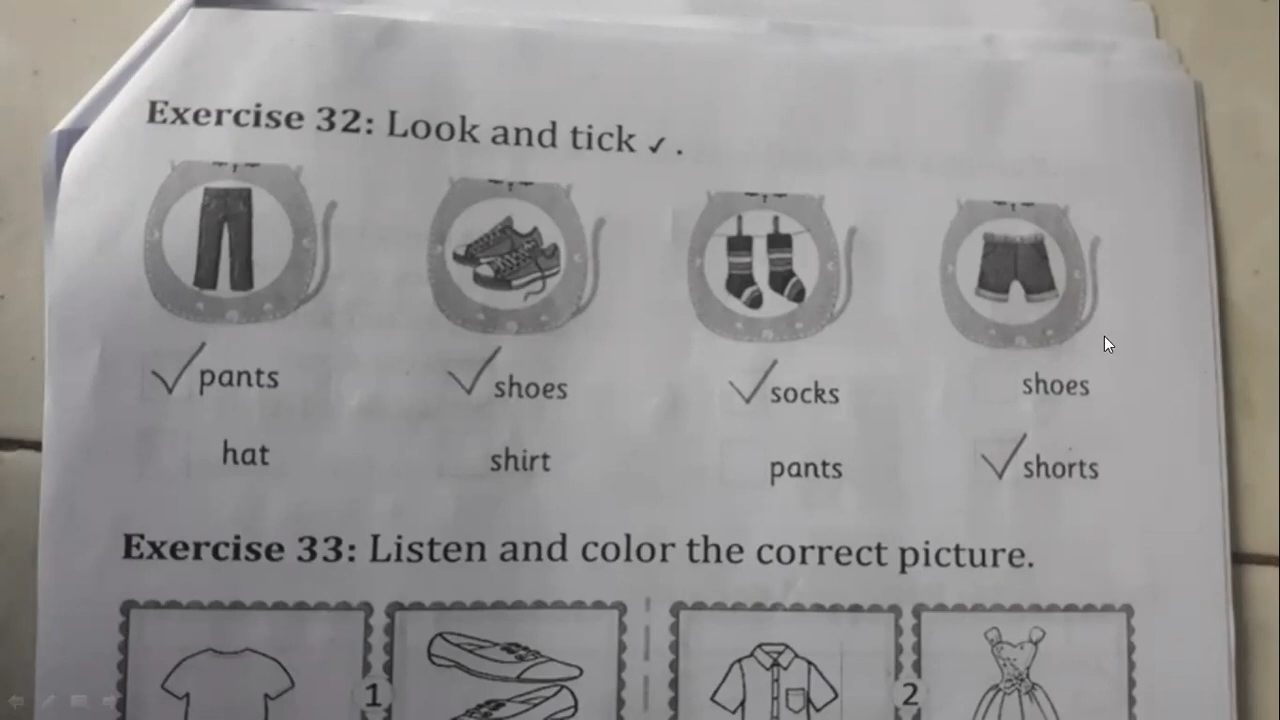 Exercise 32: Look and tick ✓ .
✓ pants ✓ shoes ✓ socks shoes
hat shirt pants ✓ shorts
Exercise 33: Listen and color the correct picture.
1 2